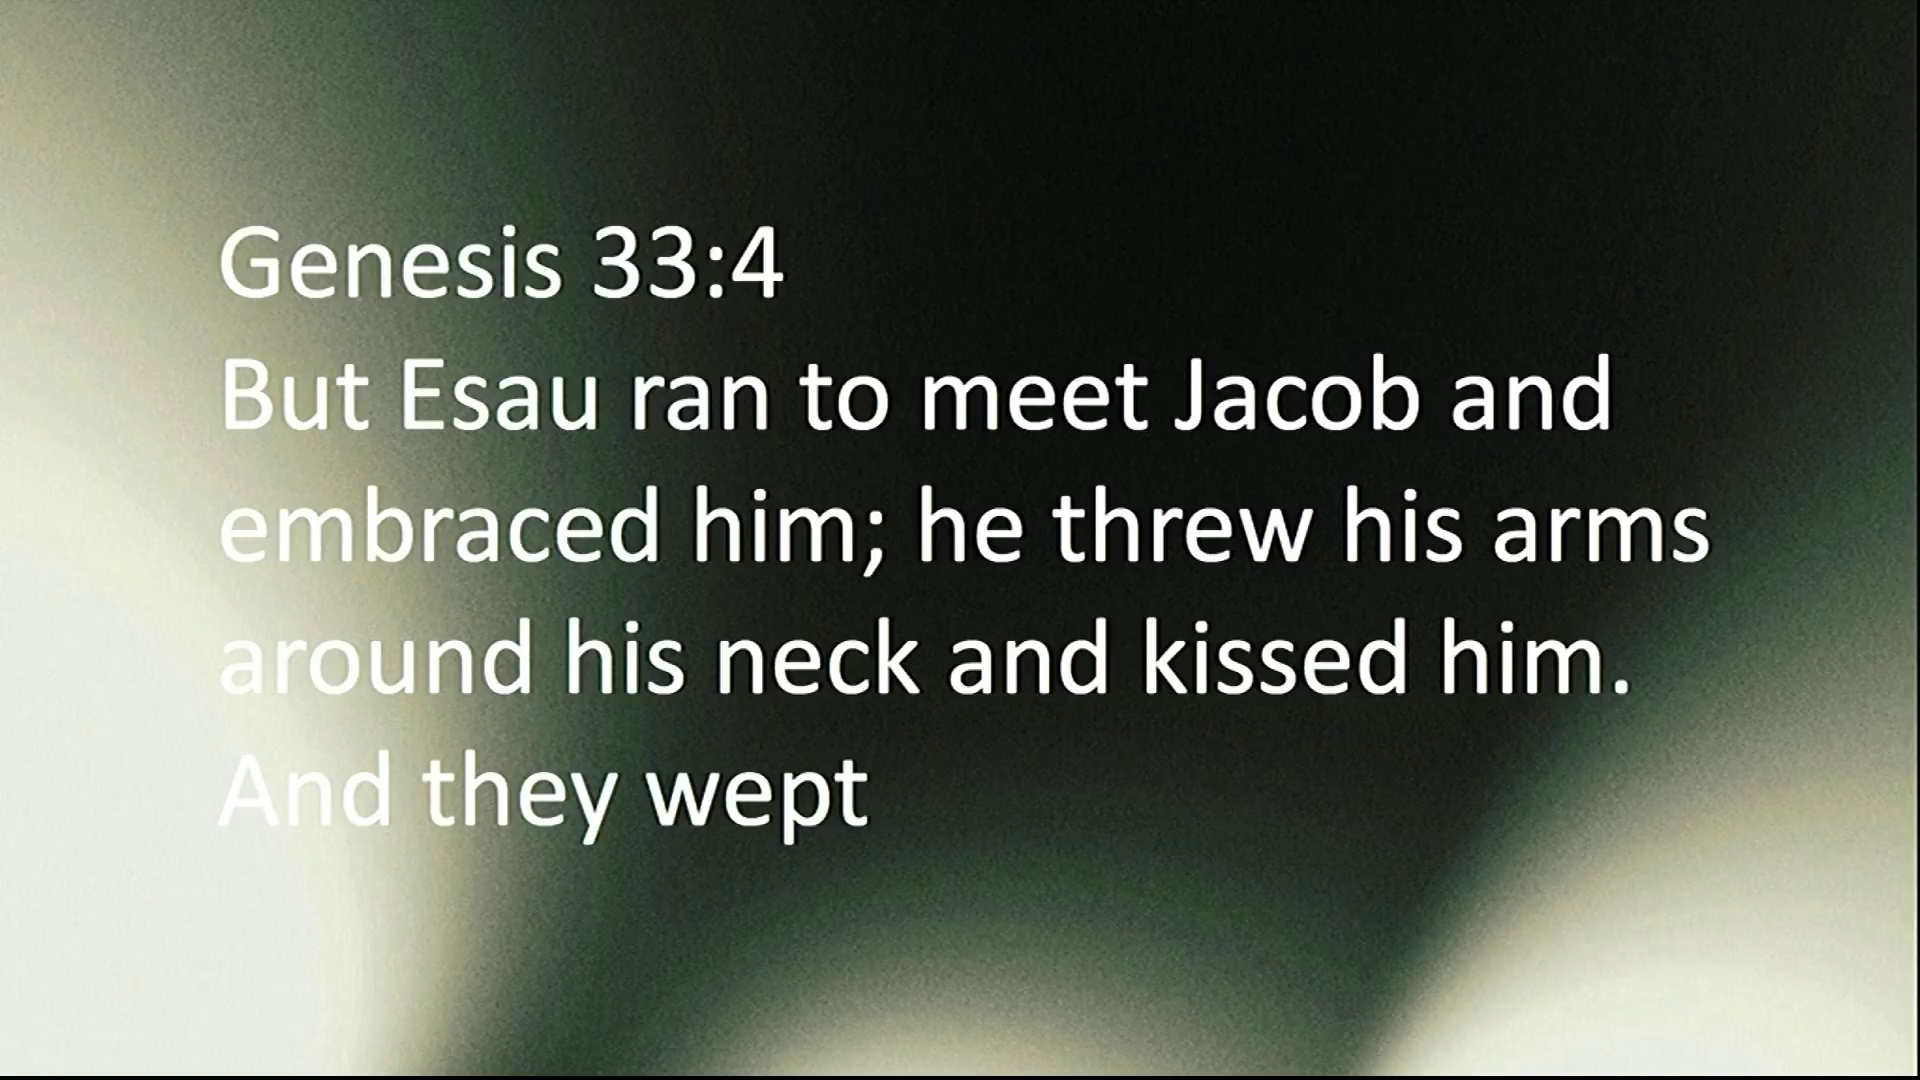 Genesis 33:4
But Esau ran to meet Jacob and
embraced him; he threw his arms
around his neck and kissed him.
And they wept